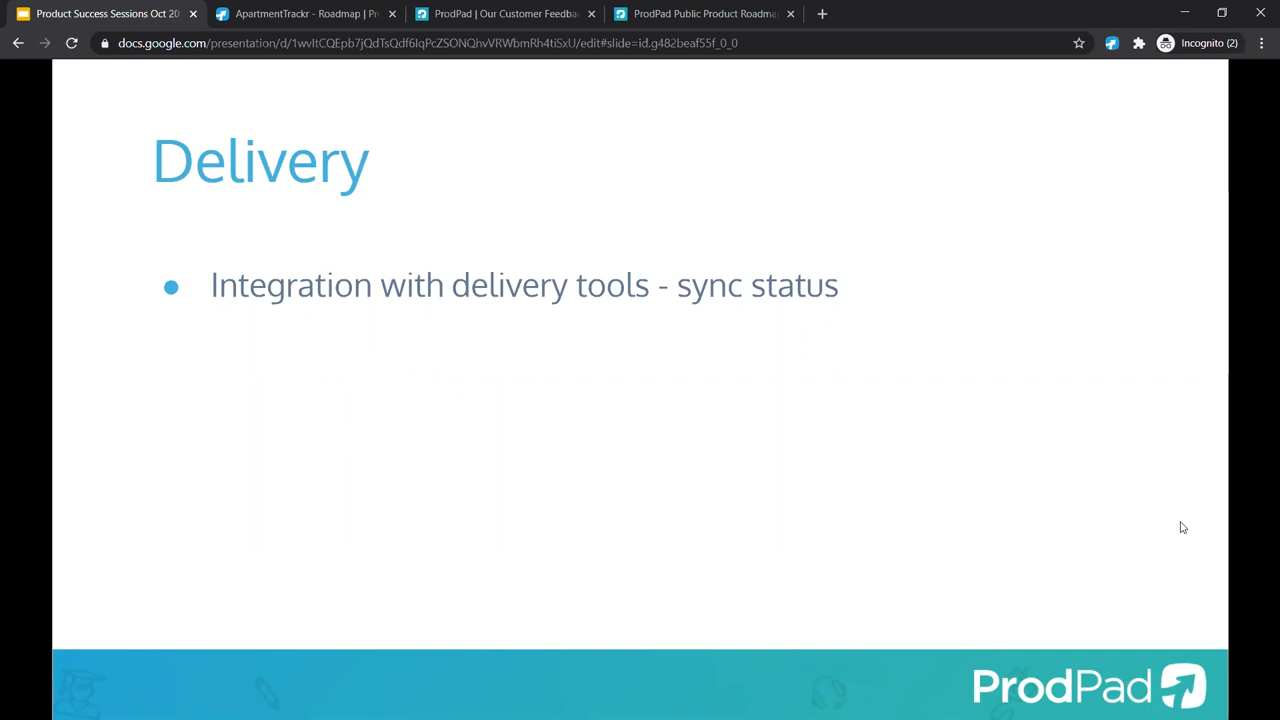 Product Success Sessions Oct 20
ApartmentTrackr - Roadmap | Pr
ProdPad | Our Customer Feedba
ProdPad Public Product Roadma
docs.google.com/presentation/d/1wvltCQEpb7jQdTsQdf6IqPcZSONQhvVRWbmRh4tiSxU/edit#slide=id.g482beaf55f_0_0
Incognito (2)
Delivery
● Integration with delivery tools - sync status
ProdPad